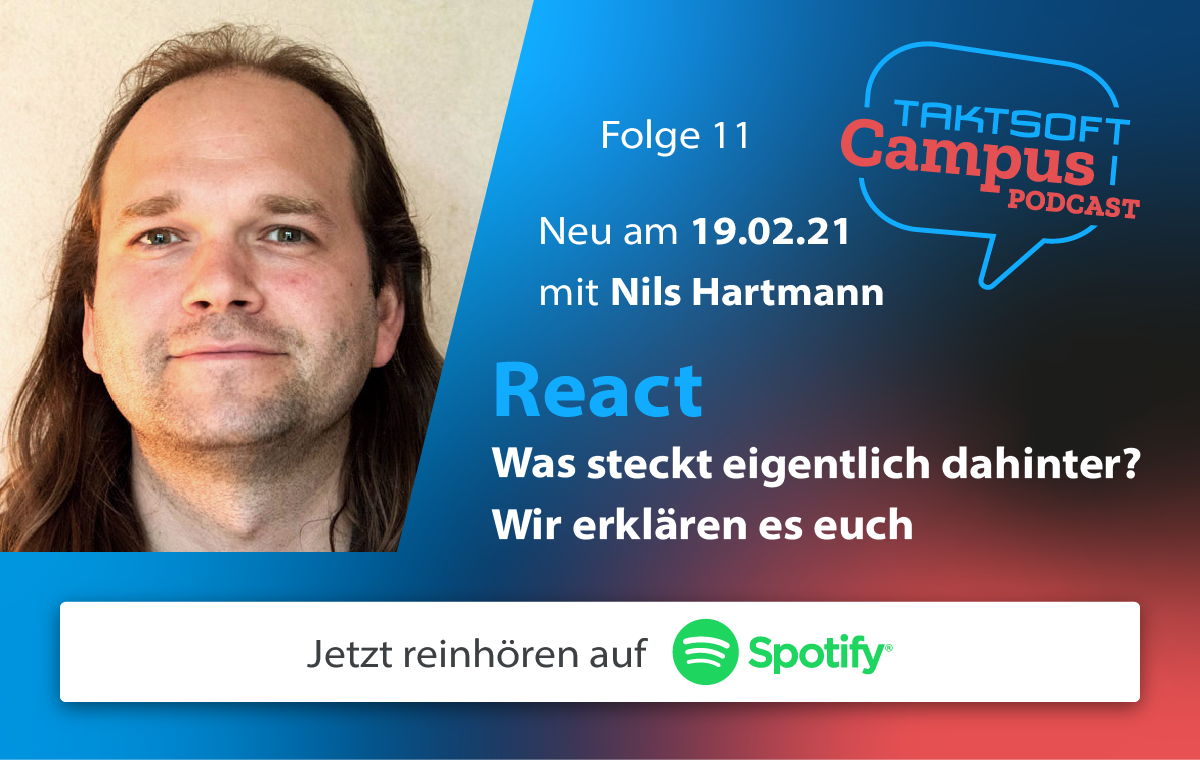 Folge 11
TAKTSOFT
Campus
PODCAST
Neu am 19.02.21
mit Nils Hartmann
React
Was steckt eigentlich dahinter?
Wir erklären es euch
Jetzt reinhören auf Spotify®